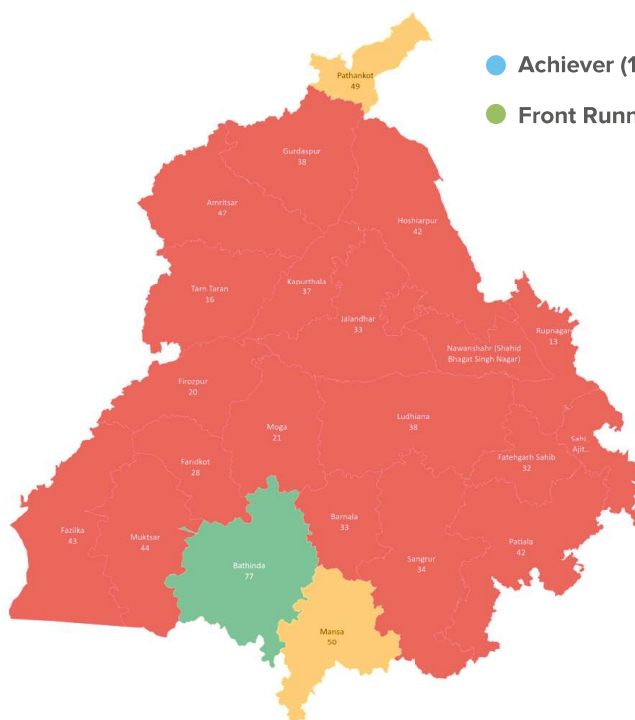 Pathankot
49
Achiever (1
Front Runn
Gurdaspur
38
Amritsar
47
Hoshiarpur
42
Tarn Taran
16
Kapurthala
37
Jalandhar
33
Rupnagar
13
Nawanshahr (Shahid
Bhagat Singh Nagar)
Firozpur
20
Moga
21
Ludhiana
38
Sahi...
Ajit...
Faridkot
28
Fatehgarh Sahib
32
Fazilka
43
Muktsar
44
Barnala
33
Sangrur
34
Patiala
42
Bathinda
77
Mansa
50